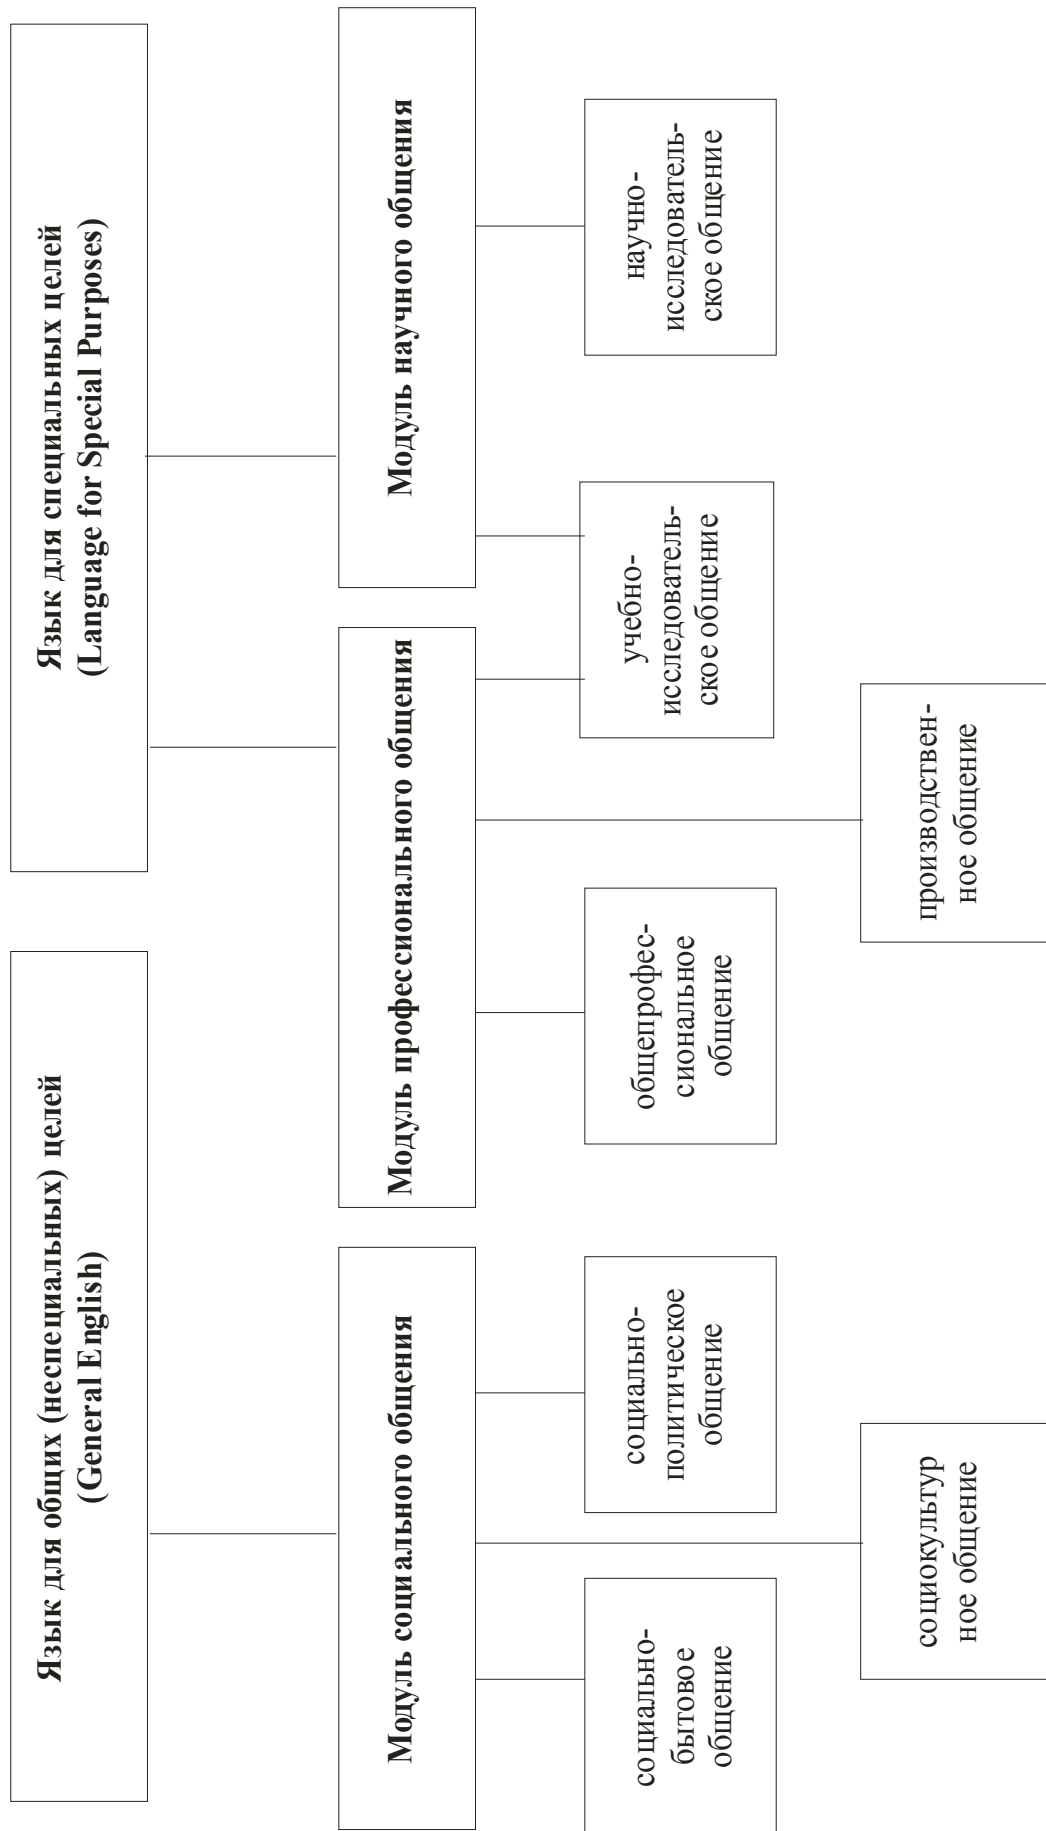 Язык для общих (неспециальных) целей
(General English)
Язык для специальных целей
(Language for Special Purposes)
Модуль социального общения
Модуль профессионального общения
Модуль научного общения
социально-
бытовое
общение
социально-
политическое
общение
общепрофес-
сиональное
общение
учебно-
исследователь-
ское общение
научно-
исследователь-
ское общение
социокультур
ное общение
производствен-
ное общение